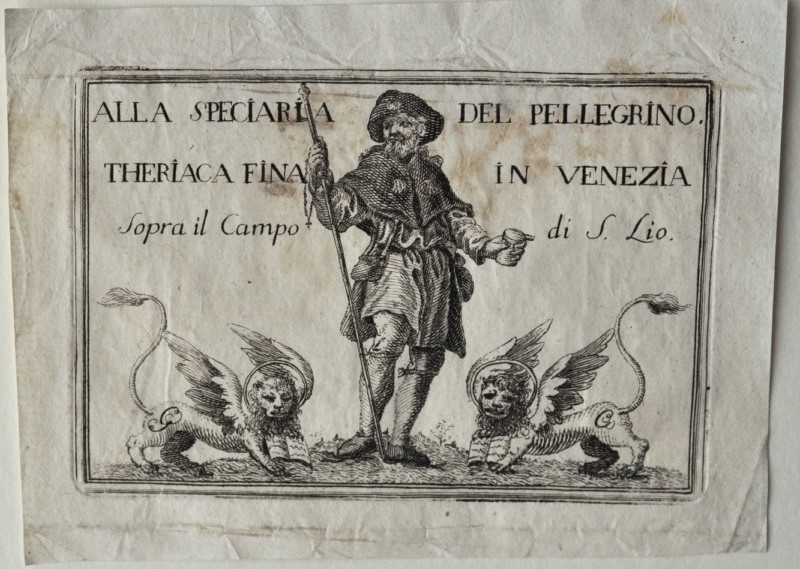 ALLA SPECIARIA DEL PELLEGRINO.
THERIACA FINA IN VENEZIA
Sopra il Campo di S. Lio.
G G